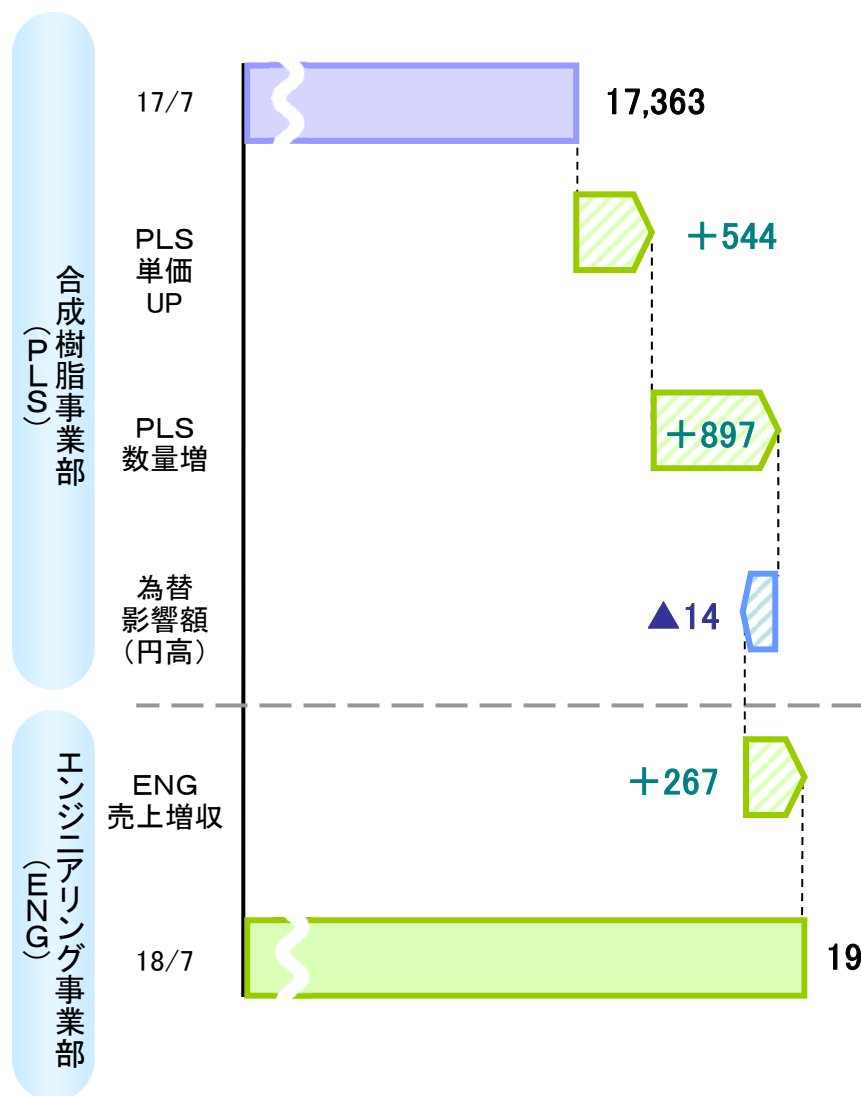 合成樹脂事業部
（PLS）
17/7
17,363
PLS
単価
UP
＋544
PLS
数量増
＋897
為替
影響額
（円高）
▲14
エンジニアリング事業部
（ENG）
ENG
売上増収
＋267
18/7
19